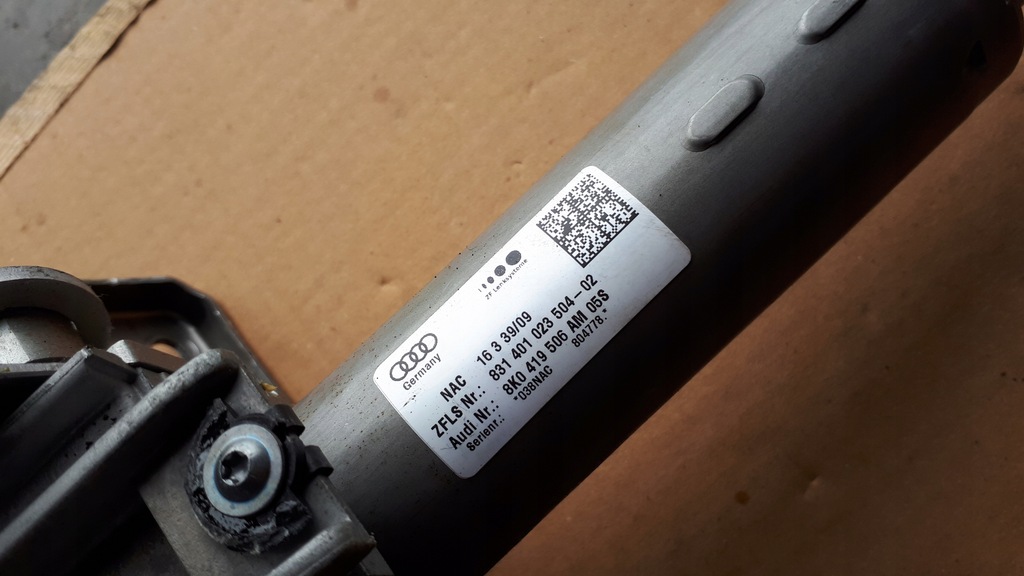 ZF Lenksysteme
Germany
NAC 16 3 39/09
ZFLS Nr.: 831 401 023 504-02
Audi Nr.: 8K0 419 506 AM 05S
Serienr.: *038NAC 804778.*